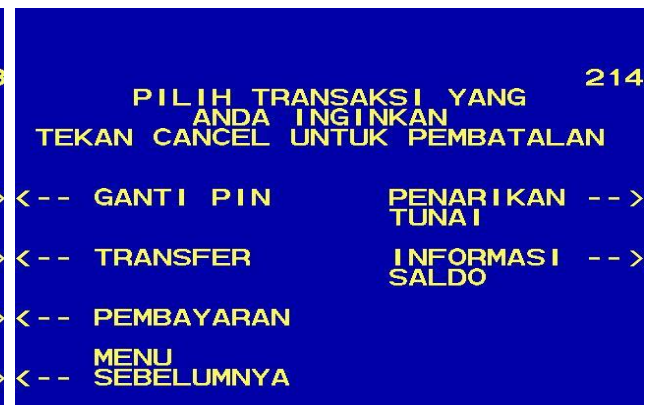 214
PILIH TRANSAKSI YANG
ANDA INGINKAN
TEKAN CANCEL UNTUK PEMBATALAN
<-- GANTI PIN PENARIKAN -->
TUNAI
<-- TRANSFER INFORMASI -->
SALDO
<-- PEMBAYARAN
MENU
<-- SEBELUMNYA